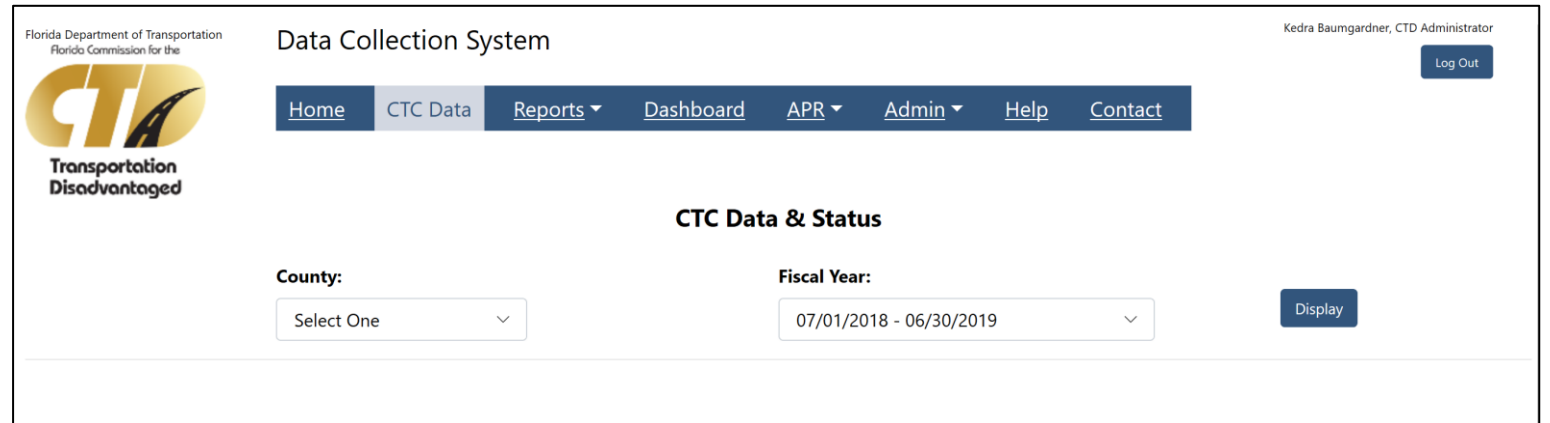 Florida Department of Transportation
Florida Commission for the
CTD
Transportation
Disadvantaged
Data Collection System
Kedra Baumgardner, CTD Administrator
Log Out
Home CTC Data Reports Dashboard APR Admin Help Contact
CTC Data & Status
County:
Select One
Fiscal Year:
07/01/2018 - 06/30/2019
Display